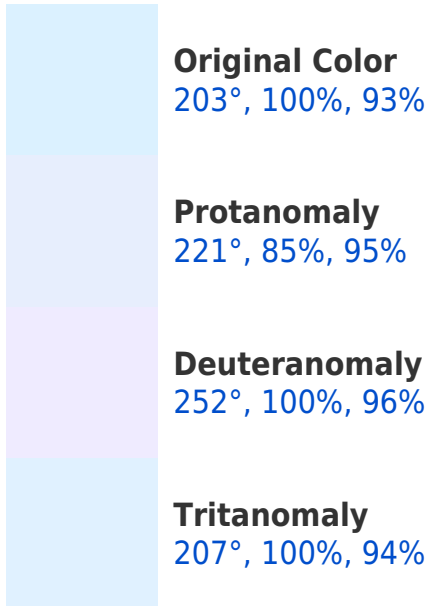 Original Color
203°, 100%, 93%
Protanomaly
221°, 85%, 95%
Deuteranomaly
252°, 100%, 96%
Tritanomaly
207°, 100%, 94%